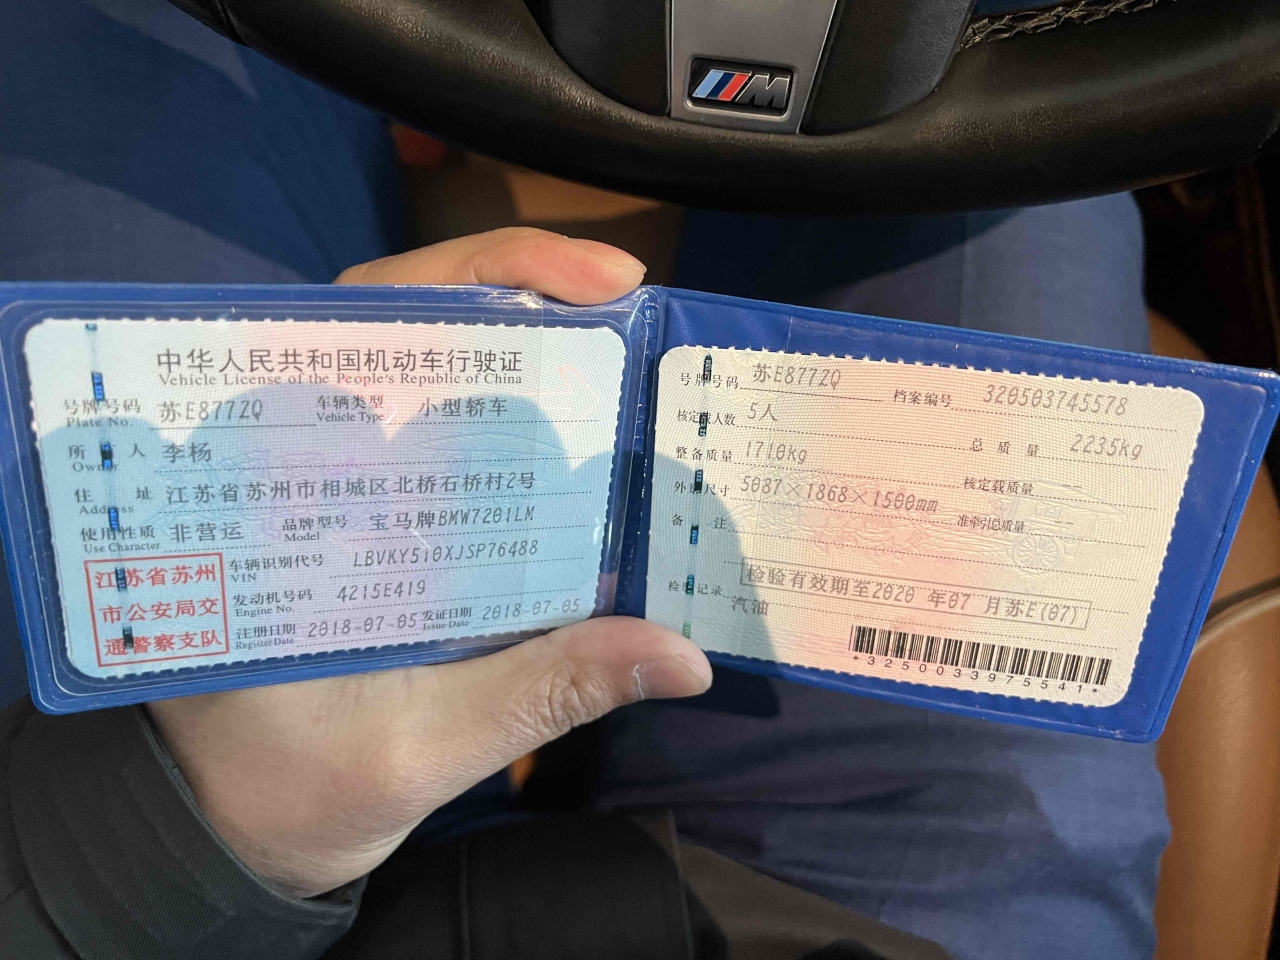 M
中华人民共和国机动车行驶证
Vehicle License of the People's Republic of China
号牌号码 苏E877ZQ 车辆类型 小型轿车
Plate No. Vehicle Type
所有人 李杨
Owner
住址 江苏省苏州市相城区北桥石桥村2号
Address
使用性质 非营运 品牌型号 宝马牌BMW7201LM
Use Character Model
江苏省苏州
市公安局交
通警察支队
车辆识别代号 LBVKY510XJSP76488
VIN
发动机号码 4215E419
Engine No.
注册日期 2018-07-05 发证日期 2018-07-05
Register Date Issue Date
号牌号码 苏E877ZQ 档案编号 320503745578
核定载人数 5人 总质量 2235kg
整备质量 1710kg 核定载质量 --
外廓尺寸 5087×1868×1500mm 准牵引总质量 --
备注
检验有效期至2020 年07 月苏E(07)
检验记录 汽油
*3250033975541*